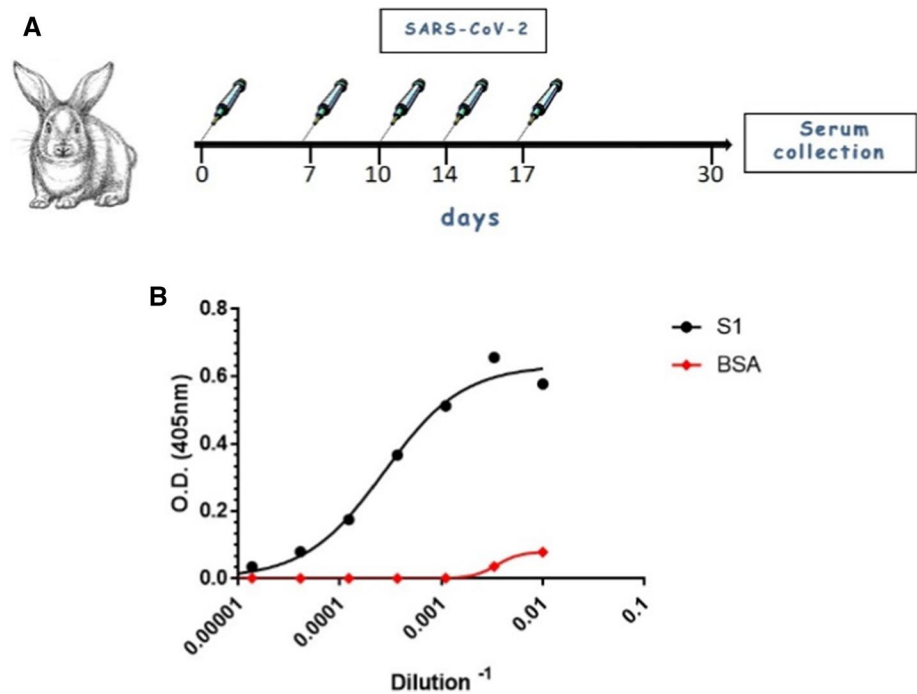 A
SARS-CoV-2
0 7 10 14 17 30
days
Serum
collection
B
0.8
0.6
0.4
0.2
0.0
O.D. (405nm)
0.00001 0.0001 0.001 0.01 0.1
Dilution -1
S1
BSA